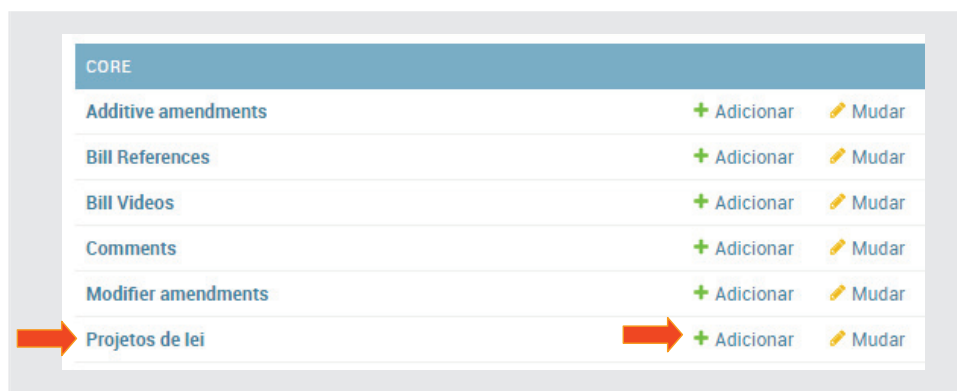 CORE
Additive amendments Adicionar Mudar
Bill References Adicionar Mudar
Bill Videos Adicionar Mudar
Comments Adicionar Mudar
Modifier amendments Adicionar Mudar
Projetos de lei Adicionar Mudar